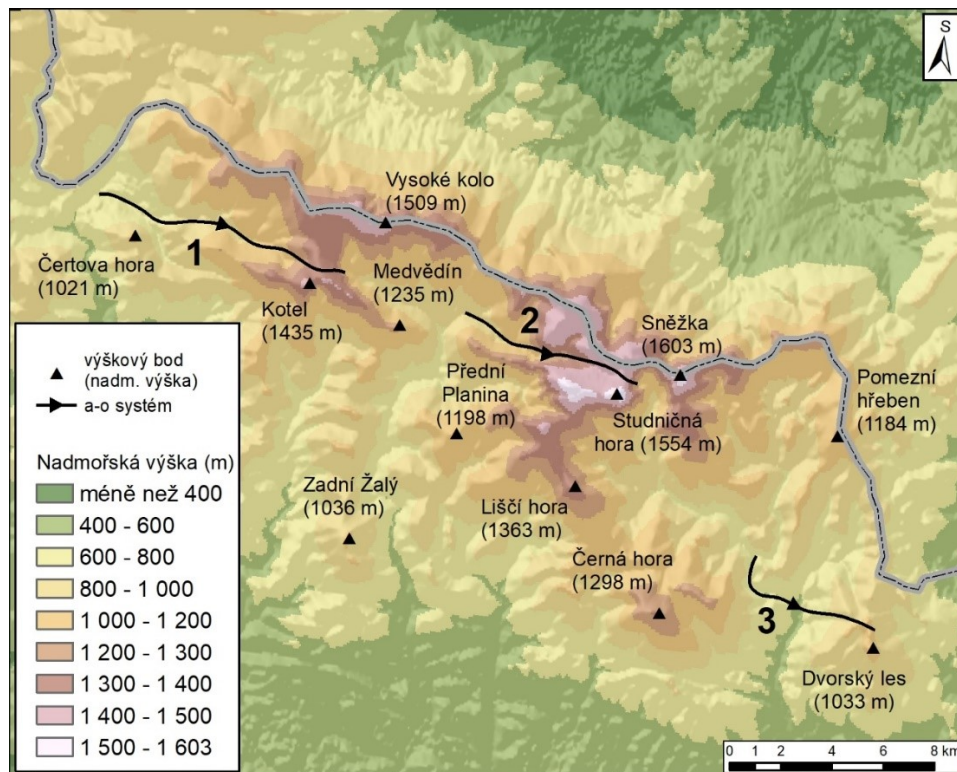 S
Vysoké kolo
(1509 m)
1
Čertova hora
(1021 m)
Medvědín
(1235 m)
Kotel
(1435 m)
2
Sněžka
(1603 m)
Přední
Planina
(1198 m)
Studničná
hora (1554 m)
Pomezní
hřeben
(1184 m)
Zadní Žalý
(1036 m)
Liščí hora
(1363 m)
Černá hora
(1298 m)
3
Dvorský les
(1033 m)
výškový bod
(nadm. výška)
a-o systém
Nadmořská výška (m)
méně než 400
400 - 600
600 - 800
800 - 1 000
1 000 - 1 200
1 200 - 1 300
1 300 - 1 400
1 400 - 1 500
1 500 - 1 603
0 1 2 4 6 8 km